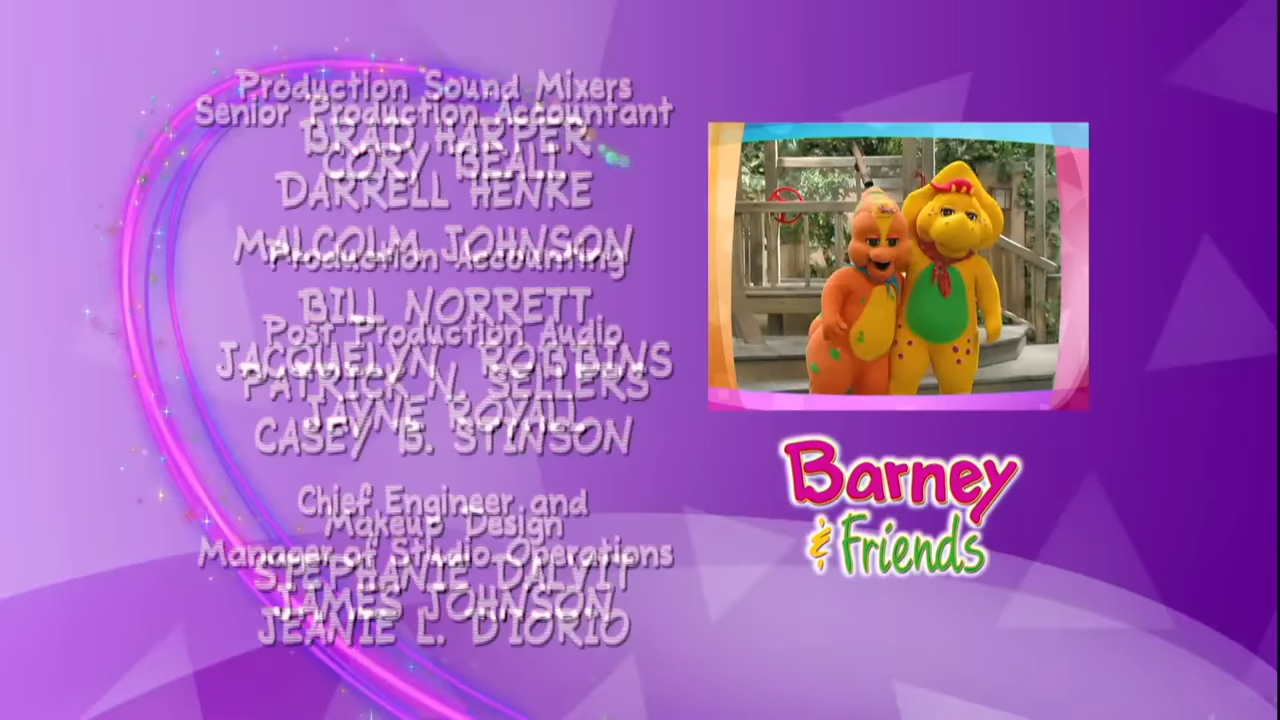 Production Sound Mixers
Senior Production Accountant
BRAD HARPER
CORY BEALL
DARRELL HENKE
MALCOLM JOHNSON
Production Accounting
BILL NORRETT
Post Production Audio
JACQUELYN ROBBINS
PATRICK N. SELLERS
JAYNE ROYALL
CASEY B. STINSON
Chief Engineer and
Makeup Design
Manager of Studio Operations
STEPHANIE DALVIT
JAMES JOHNSON
JEANIE L. D'IORIO
Barney
& Friends